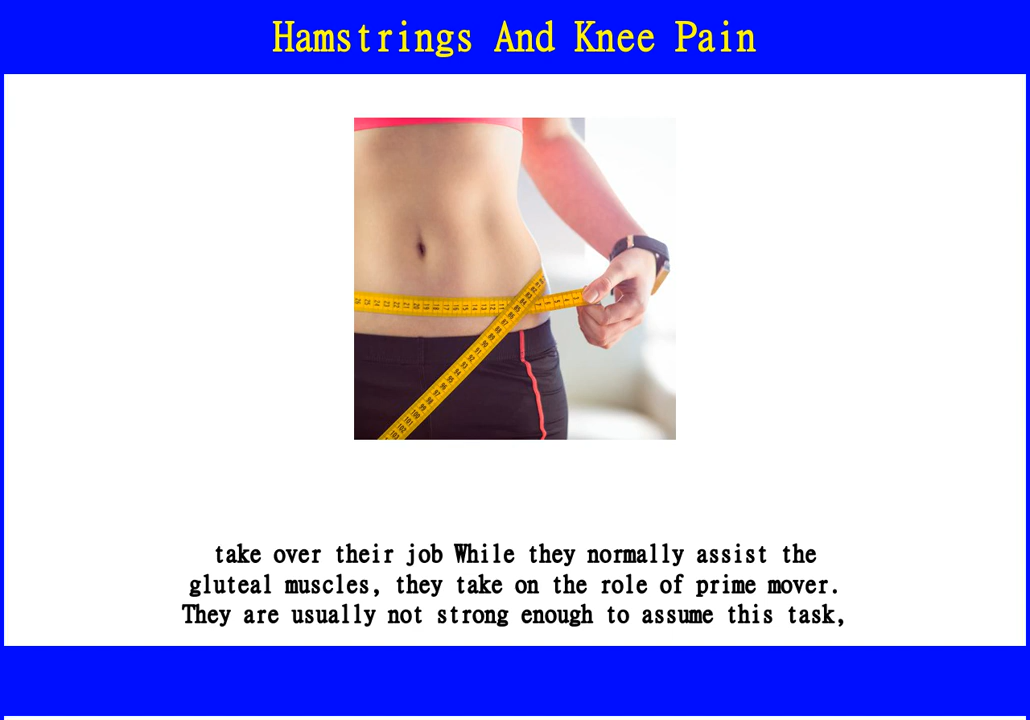 Hamstrings And Knee Pain
take over their job While they normally assist the
gluteal muscles, they take on the role of prime mover.
They are usually not strong enough to assume this task,